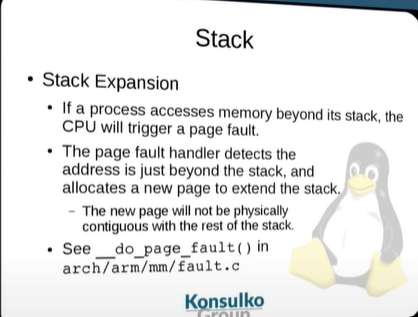 Stack
• Stack Expansion
• If a process accesses memory beyond its stack, the
CPU will trigger a page fault.
• The page fault handler detects the
address is just beyond the stack, and
allocates a new page to extend the stack.
– The new page will not be physically
contiguous with the rest of the stack.
• See __do_page_fault() in
arch/arm/mm/fault.c
Konsulko
Group